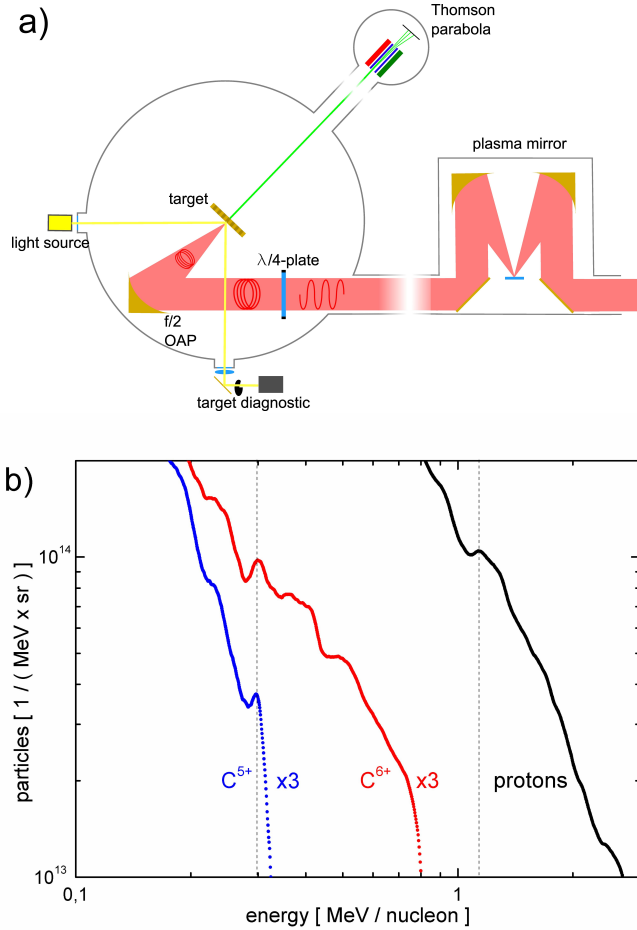 a)
Thomson
parabola
plasma mirror
target
light source
λ/4-plate
f/2
OAP
target diagnostic
b)
particles [ 1 / ( MeV x sr ) ]
10^14
10^13
C^5+ x3
C^6+ x3
protons
0,1
1
energy [ MeV / nucleon ]